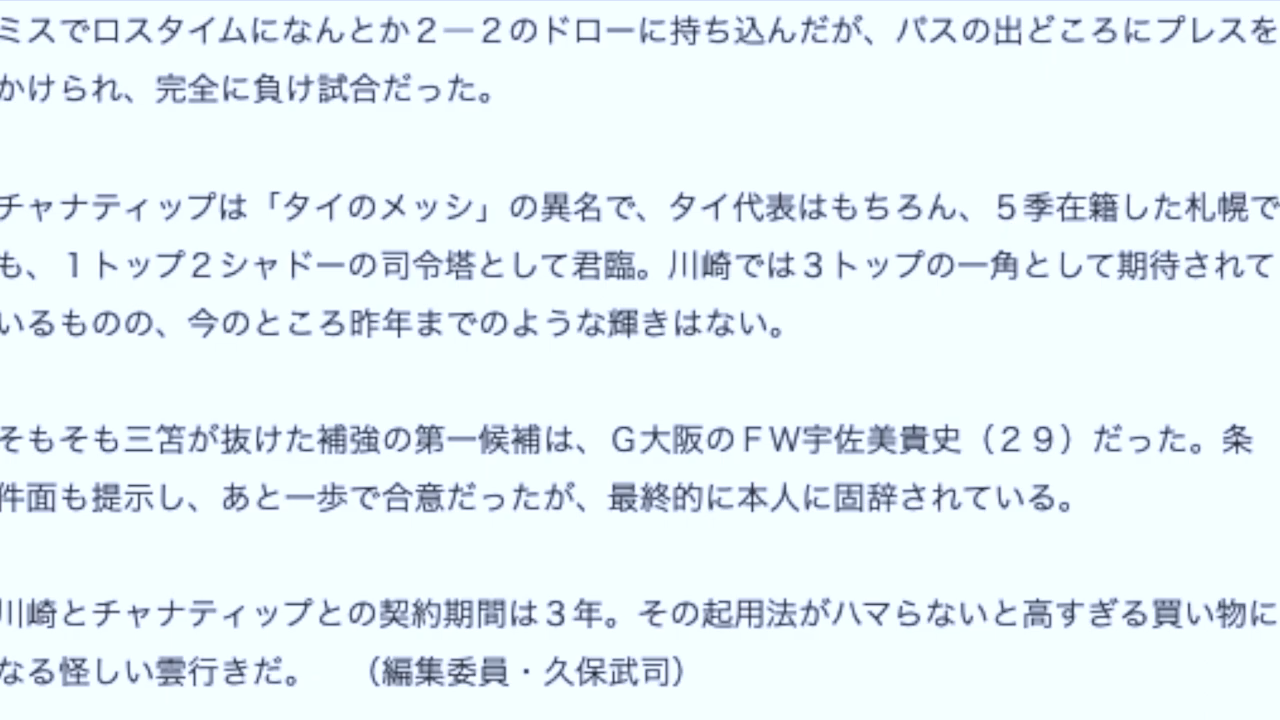 ミスでロスタイムになんとか２―２のドローに持ち込んだが、パスの出どころにプレスを
かけられ、完全に負け試合だった。
チャナティップは「タイのメッシ」の異名で、タイ代表はもちろん、５季在籍した札幌で
も、１トップ２シャドーの司令塔として君臨。川崎では３トップの一角として期待されて
いるものの、今のところ昨年までのような輝きはない。
そもそも三笘が抜けた補強の第一候補は、Ｇ大阪のＦＷ宇佐美貴史（２９）だった。条
件面も提示し、あと一歩で合意だったが、最終的に本人に固辞されている。
川崎とチャナティップとの契約期間は３年。その起用法がハマらないと高すぎる買い物に
なる怪しい雲行きだ。　（編集委員・久保武司）